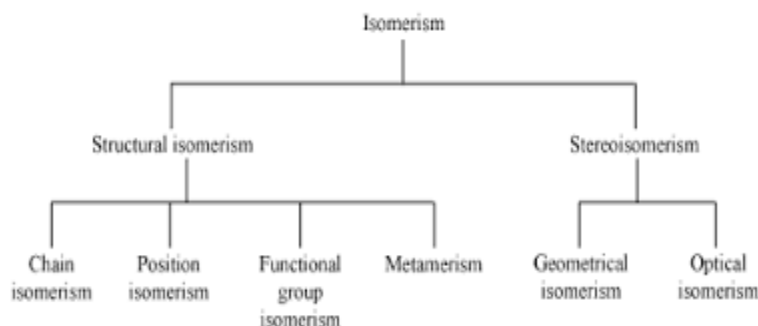 Isomerism
Structural isomerism
Stereoisomerism
Chain
isomerism
Position
isomerism
Functional
group
isomerism
Metamerism
Geometrical
isomerism
Optical
isomerism